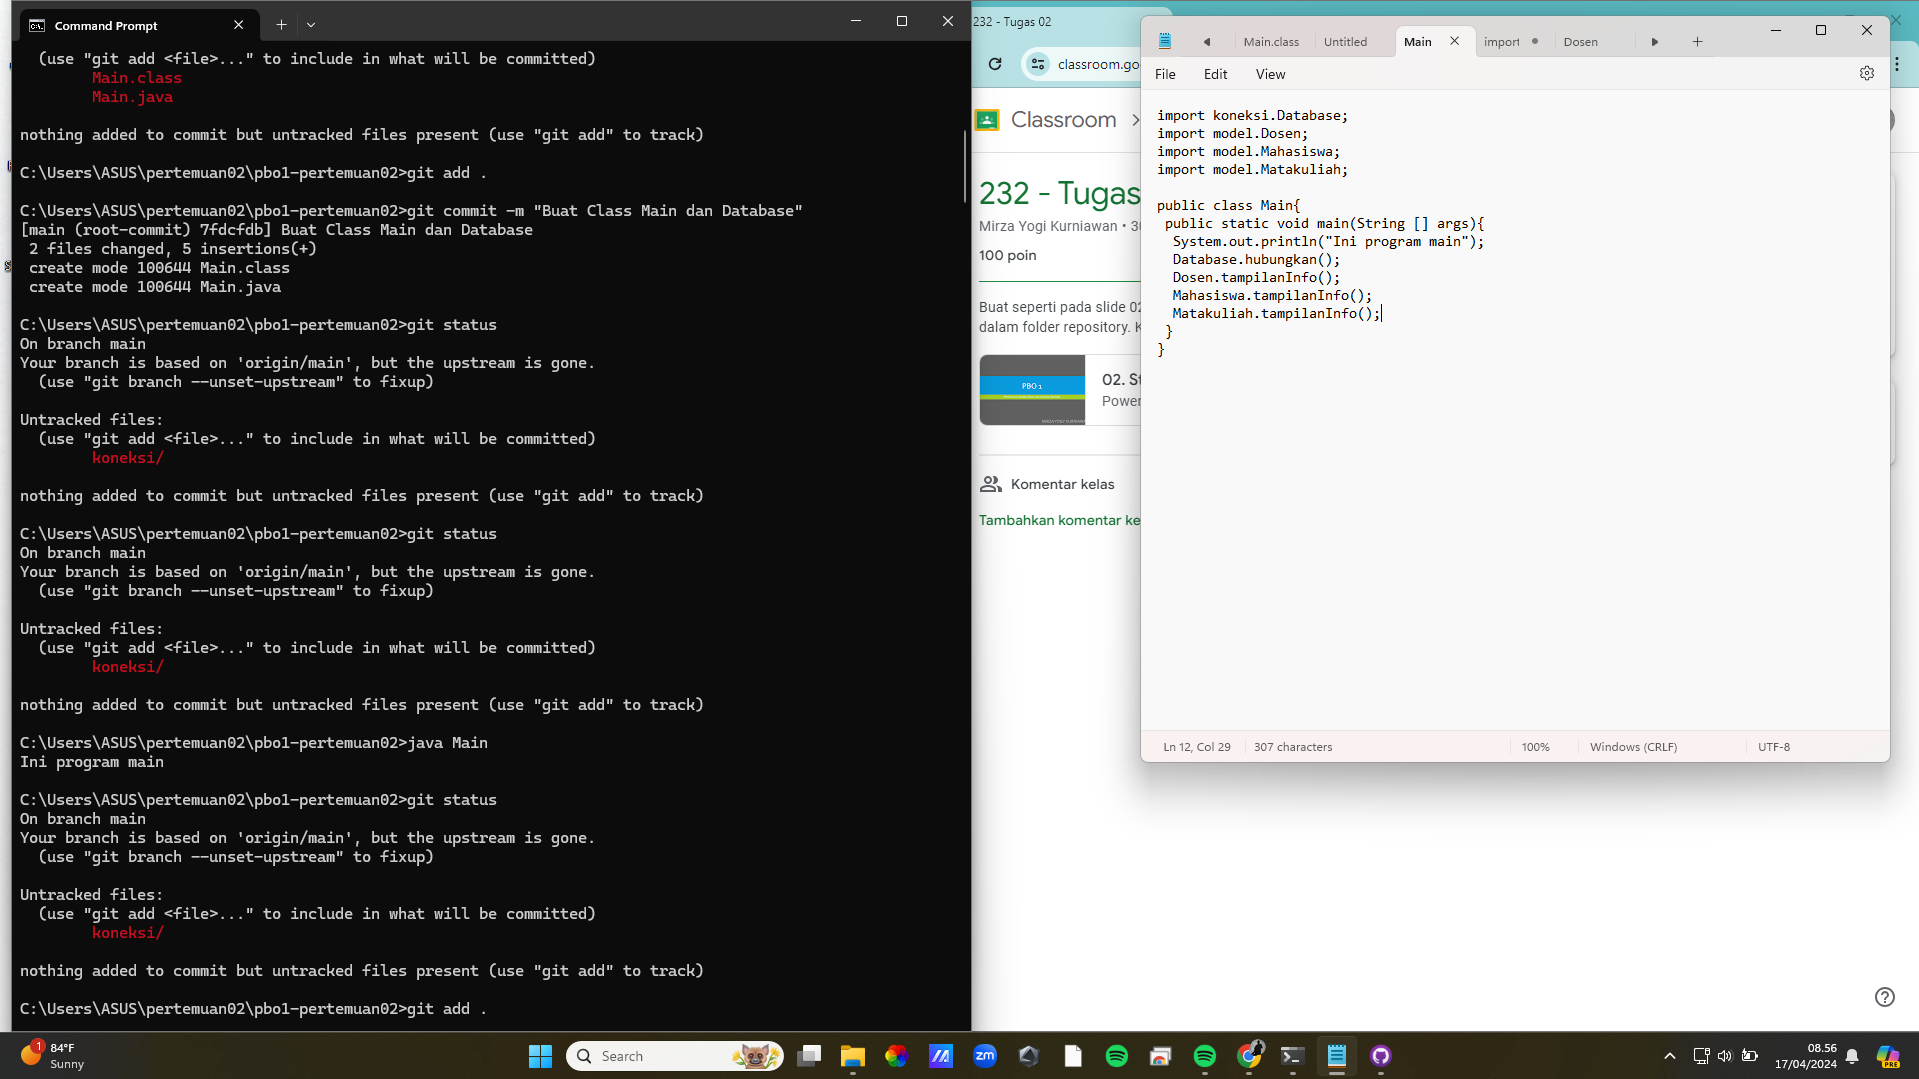 Command Prompt
(use "git add <file>..." to include in what will be committed)
Main.class
Main.java
nothing added to commit but untracked files present (use "git add" to track)
C:\Users\ASUS\pertemuan02\pbo1-pertemuan02>git add .
C:\Users\ASUS\pertemuan02\pbo1-pertemuan02>git commit -m "Buat Class Main dan Database"
[main (root-commit) 7fdcfdb] Buat Class Main dan Database
2 files changed, 5 insertions(+)
create mode 100644 Main.class
create mode 100644 Main.java
C:\Users\ASUS\pertemuan02\pbo1-pertemuan02>git status
On branch main
Your branch is based on 'origin/main', but the upstream is gone.
(use "git branch --unset-upstream" to fixup)
Untracked files:
(use "git add <file>..." to include in what will be committed)
koneksi/
nothing added to commit but untracked files present (use "git add" to track)
C:\Users\ASUS\pertemuan02\pbo1-pertemuan02>git status
On branch main
Your branch is based on 'origin/main', but the upstream is gone.
(use "git branch --unset-upstream" to fixup)
Untracked files:
(use "git add <file>..." to include in what will be committed)
koneksi/
nothing added to commit but untracked files present (use "git add" to track)
C:\Users\ASUS\pertemuan02\pbo1-pertemuan02>java Main
Ini program main
C:\Users\ASUS\pertemuan02\pbo1-pertemuan02>git status
On branch main
Your branch is based on 'origin/main', but the upstream is gone.
(use "git branch --unset-upstream" to fixup)
Untracked files:
(use "git add <file>..." to include in what will be committed)
koneksi/
nothing added to commit but untracked files present (use "git add" to track)
C:\Users\ASUS\pertemuan02\pbo1-pertemuan02>git add .
232 - Tugas 02
classroom.go
Classroom
232 - Tugas
Mirza Yogi Kurniawan • 30
100 poin
Buat seperti pada slide 02
dalam folder repository. K
PBO 1
02. St
Power
Komentar kelas
Tambahkan komentar ke
Main.class
Untitled
Main
import
Dosen
File
Edit
View
import koneksi.Database;
import model.Dosen;
import model.Mahasiswa;
import model.Matakuliah;
public class Main{
public static void main(String [] args){
System.out.println("Ini program main");
Database.hubungkan();
Dosen.tampilanInfo();
Mahasiswa.tampilanInfo();
Matakuliah.tampilanInfo();
}
}
Ln 12, Col 29
307 characters
100%
Windows (CRLF)
UTF-8
1
84°F
Sunny
Search
zm
08.56
17/04/2024
PRE